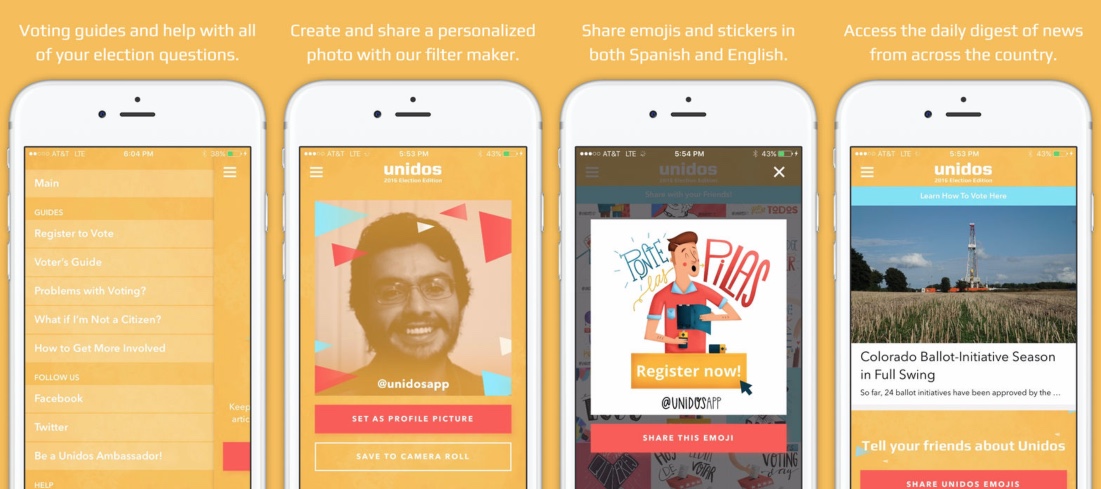 Voting guides and help with all
of your election questions.
AT&T LTE 6:04 PM 38%
Main
GUIDES
Register to Vote
Voter's Guide
Problems with Voting?
What if I'm Not a Citizen?
How to Get More Involved
FOLLOW US
Facebook
Twitter
Be a Unidos Ambassador!
HELP
Keep
artic
Create and share a personalized
photo with our filter maker.
AT&T LTE 5:53 PM 43%
unidos
2016 Election Edition
@unidosapp
SET AS PROFILE PICTURE
SAVE TO CAMERA ROLL
Share emojis and stickers in
both Spanish and English.
AT&T LTE 5:54 PM 43%
unidos
2016 Election Edition
Share with your Friends!
TODOS
PONTE
las
PILAS
Register now!
@UNIDOSAPP
SHARE THIS EMOJI
VOTING
Access the daily digest of news
from across the country.
AT&T LTE 5:53 PM 43%
unidos
2016 Election Edition
Learn How To Vote Here
Colorado Ballot-Initiative Season
in Full Swing
So far, 24 ballot initiatives have been approved by the ...
Tell your friends about Unidos
SHARE UNIDOS EMOJIS